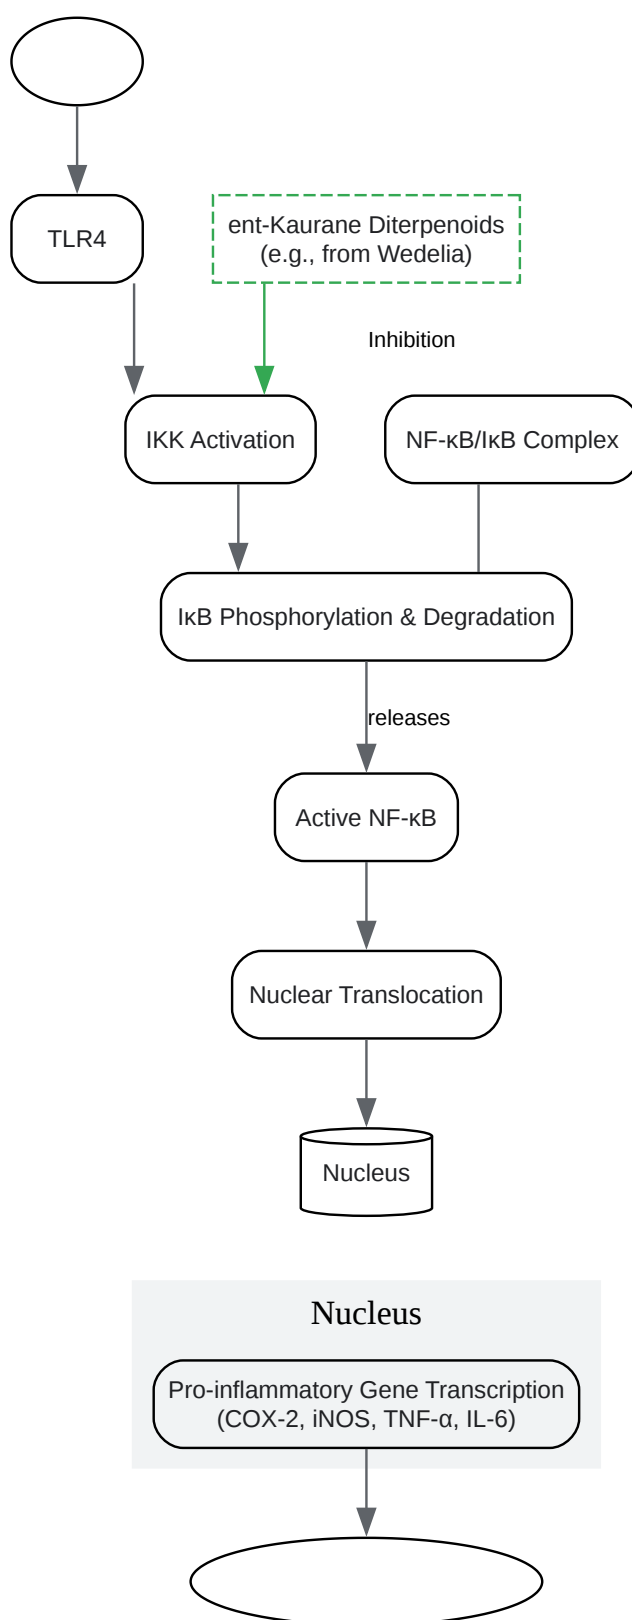 TLR4
ent-Kaurane Diterpenoids
(e.g., from Wedelia)
Inhibition
IKK Activation
NF-κB/IκB Complex
IκB Phosphorylation & Degradation
releases
Active NF-κB
Nuclear Translocation
Nucleus
Nucleus
Pro-inflammatory Gene Transcription
(COX-2, iNOS, TNF-α, IL-6)